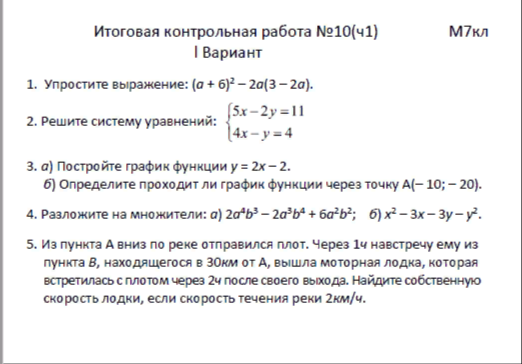 Итоговая контрольная работа №10(ч1) М7кл
I Вариант
1. Упростите выражение: (a + 6)² – 2a(3 – 2a).
2. Решите систему уравнений: {5x – 2y = 11
4x – y = 4
3. а) Постройте график функции y = 2x – 2.
б) Определите проходит ли график функции через точку А(– 10; – 20).
4. Разложите на множители: а) 2a⁴b³ – 2a³b⁴ + 6a²b²; б) x² – 3x – 3y – y².
5. Из пункта А вниз по реке отправился плот. Через 1ч навстречу ему из
пункта В, находящегося в 30км от А, вышла моторная лодка, которая
встретилась с плотом через 2ч после своего выхода. Найдите собственную
скорость лодки, если скорость течения реки 2км/ч.